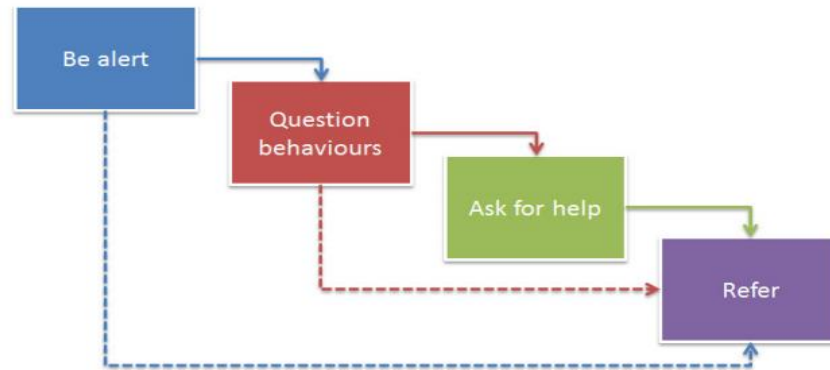 Be alert
Question
behaviours
Ask for help
Refer